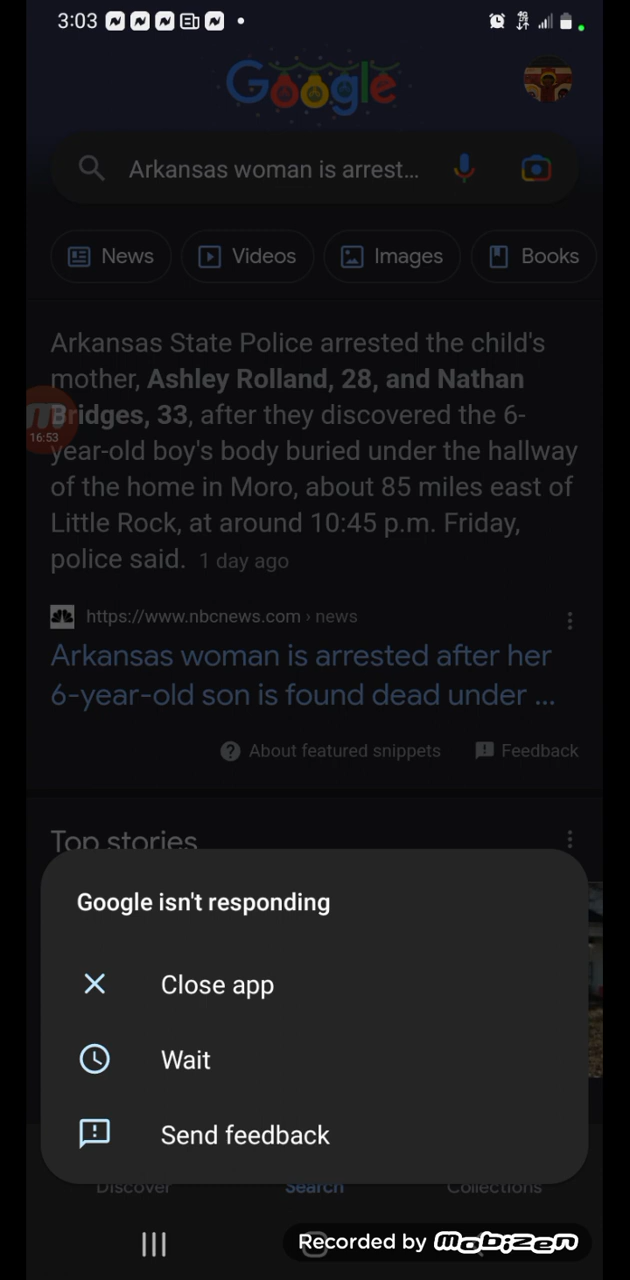 3:03
Google
Arkansas woman is arrest...
News Videos Images Books
Arkansas State Police arrested the child's
mother, Ashley Rolland, 28, and Nathan
Bridges, 33, after they discovered the 6-
16:53
year-old boy's body buried under the hallway
of the home in Moro, about 85 miles east of
Little Rock, at around 10:45 p.m. Friday,
police said. 1 day ago
https://www.nbcnews.com › news
Arkansas woman is arrested after her
6-year-old son is found dead under ...
About featured snippets Feedback
Top stories
Google isn't responding
Close app
Wait
Send feedback
Discover Search Collections
Recorded by mobizen